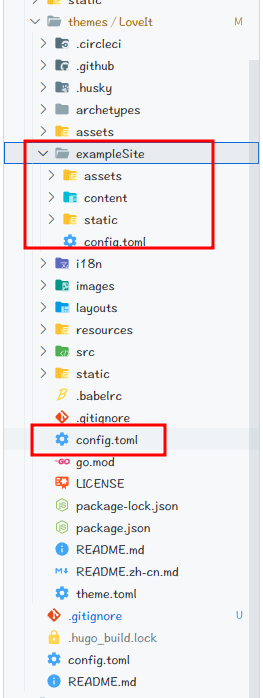 static
themes / LoveIt M
.circleci
.github
.husky
archetypes
assets
exampleSite
assets
content
static
config.toml
i18n
images
layouts
resources
src
static
.babelrc
.gitignore
config.toml
go.mod
LICENSE
package-lock.json
package.json
README.md
README.zh-cn.md
theme.toml
.gitignore U
.hugo_build.lock
config.toml
README.md